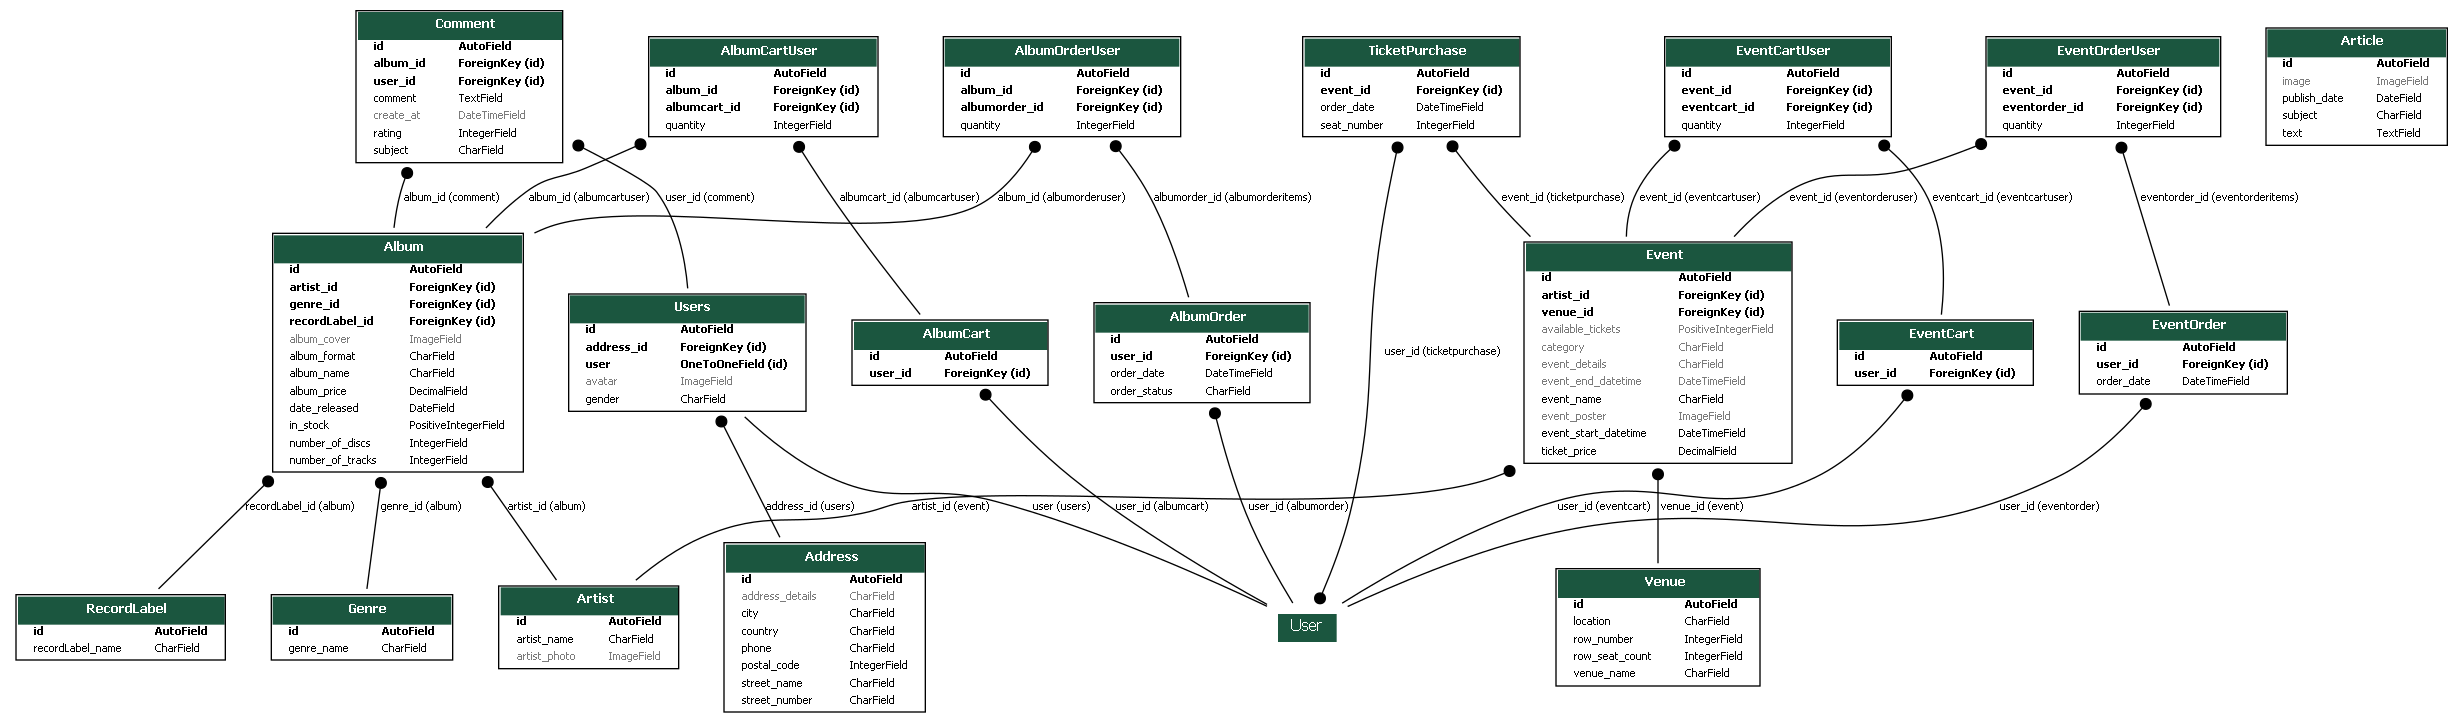 Comment
id AutoField
album_id ForeignKey (id)
user_id ForeignKey (id)
comment TextField
create_at DateTimeField
rating IntegerField
subject CharField
AlbumCartUser
id AutoField
album_id ForeignKey (id)
albumcart_id ForeignKey (id)
quantity IntegerField
AlbumOrderUser
id AutoField
album_id ForeignKey (id)
albumorder_id ForeignKey (id)
quantity IntegerField
TicketPurchase
id AutoField
event_id ForeignKey (id)
order_date DateTimeField
seat_number IntegerField
EventCartUser
id AutoField
event_id ForeignKey (id)
eventcart_id ForeignKey (id)
quantity IntegerField
EventOrderUser
id AutoField
event_id ForeignKey (id)
eventorder_id ForeignKey (id)
quantity IntegerField
Article
id AutoField
image ImageField
publish_date DateField
subject CharField
text TextField
album_id (comment)
album_id (albumcartuser)
user_id (comment)
albumcart_id (albumcartuser)
album_id (albumorderuser)
albumorder_id (albumorderitems)
event_id (ticketpurchase)
event_id (eventcartuser)
event_id (eventorderuser)
eventcart_id (eventcartuser)
eventorder_id (eventorderitems)
Album
id AutoField
artist_id ForeignKey (id)
genre_id ForeignKey (id)
recordLabel_id ForeignKey (id)
album_cover ImageField
album_format CharField
album_name CharField
album_price DecimalField
date_released DateField
in_stock PositiveIntegerField
number_of_discs IntegerField
number_of_tracks IntegerField
Users
id AutoField
address_id ForeignKey (id)
user OneToOneField (id)
avatar ImageField
gender CharField
AlbumCart
id AutoField
user_id ForeignKey (id)
AlbumOrder
id AutoField
user_id ForeignKey (id)
order_date DateTimeField
order_status CharField
user_id (ticketpurchase)
Event
id AutoField
artist_id ForeignKey (id)
venue_id ForeignKey (id)
available_tickets PositiveIntegerField
category CharField
event_details CharField
event_end_datetime DateTimeField
event_name CharField
event_poster ImageField
event_start_datetime DateTimeField
ticket_price DecimalField
EventCart
id AutoField
user_id ForeignKey (id)
EventOrder
id AutoField
user_id ForeignKey (id)
order_date DateTimeField
recordLabel_id (album)
genre_id (album)
artist_id (album)
address_id (users)
artist_id (event)
user (users)
user_id (albumcart)
user_id (albumorder)
user_id (eventcart)
venue_id (event)
user_id (eventorder)
RecordLabel
id AutoField
recordLabel_name CharField
Genre
id AutoField
genre_name CharField
Artist
id AutoField
artist_name CharField
artist_photo ImageField
Address
id AutoField
address_details CharField
city CharField
country CharField
phone CharField
postal_code IntegerField
street_name CharField
street_number CharField
User
Venue
id AutoField
location CharField
row_number IntegerField
row_seat_count IntegerField
venue_name CharField